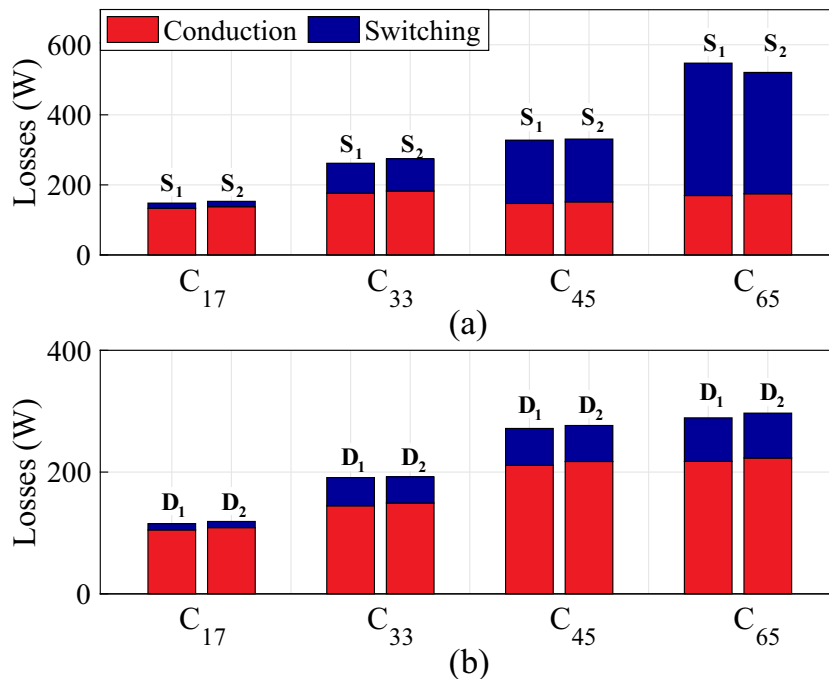 Conduction Switching
Losses (W)
600
400
200
0
S1 S2
S1 S2
S1 S2
S1 S2
C17 C33 C45 C65
(a)
Losses (W)
400
200
0
D1 D2
D1 D2
D1 D2
D1 D2
C17 C33 C45 C65
(b)